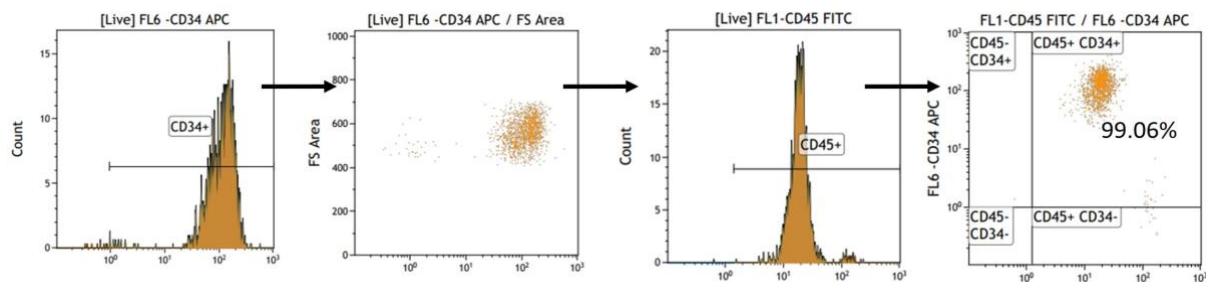 [Live] FL6 -CD34 APC
Count
15
10
5
0
CD34+
10⁰
10¹
10²
10³
[Live] FL6 -CD34 APC / FS Area
FS Area
1000
800
600
400
200
0
10⁰
10¹
10²
10³
[Live] FL1-CD45 FITC
Count
20
15
10
5
0
CD45+
10⁰
10¹
10²
10³
FL1-CD45 FITC / FL6 -CD34 APC
FL6 -CD34 APC
10³
10²
10¹
10⁰
CD45-
CD34+
CD45+ CD34+
99.06%
CD45-
CD34-
CD45+ CD34-
10⁰
10¹
10²
10³